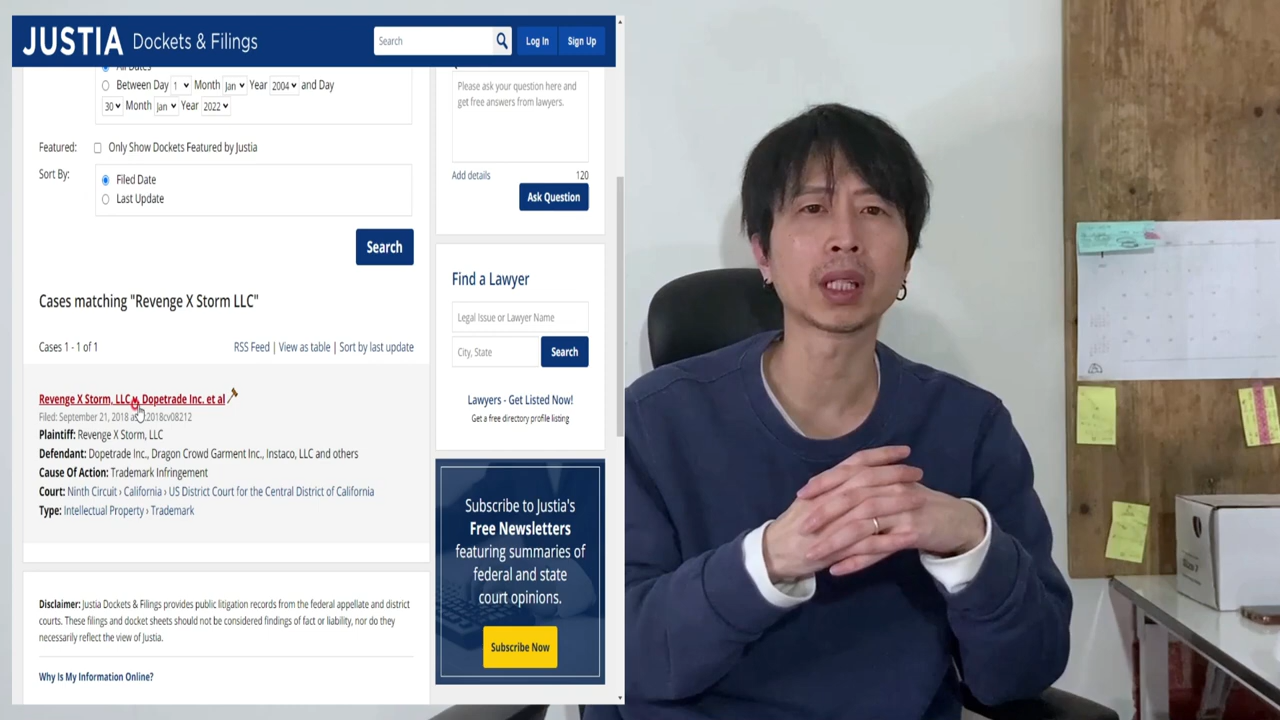 JUSTIA Dockets & Filings
Search
Log In
Sign Up
All Dates
Between Day 1 Month Jan Year 2004 and Day
30 Month Jan Year 2022
Featured: Only Show Dockets Featured by Justia
Sort By: Filed Date
Last Update
Search
Cases matching "Revenge X Storm LLC"
Cases 1 - 1 of 1
RSS Feed | View as table | Sort by last update
Revenge X Storm, LLC v. Dopetrade Inc. et al
Filed: September 21, 2018 as 2018cv08212
Plaintiff: Revenge X Storm, LLC
Defendant: Dopetrade Inc., Dragon Crowd Garment Inc., Instaco, LLC and others
Cause Of Action: Trademark Infringement
Court: Ninth Circuit › California › US District Court for the Central District of California
Type: Intellectual Property › Trademark
Disclaimer: Justia Dockets & Filings provides public litigation records from the federal appellate and district
courts. These filings and docket sheets should not be considered findings of fact or liability, nor do they
necessarily reflect the view of Justia.
Why Is My Information Online?
Please ask your question here and
get free answers from lawyers.
Add details
120
Ask Question
Find a Lawyer
Legal Issue or Lawyer Name
City, State
Search
Lawyers - Get Listed Now!
Get a free directory profile listing
Subscribe to Justia's
Free Newsletters
featuring summaries of
federal and state
court opinions.
Subscribe Now